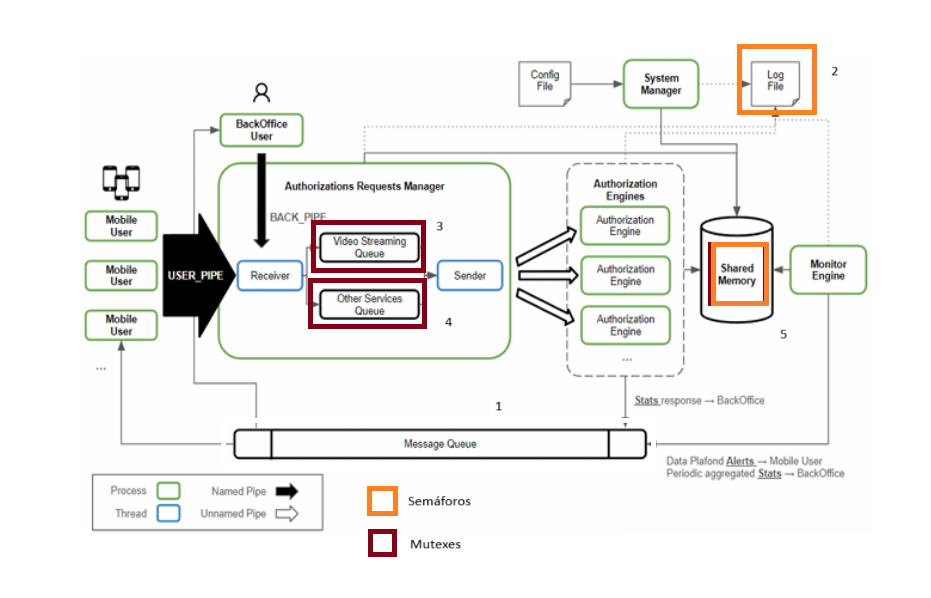 Config
File
System
Manager
Log
File
2
BackOffice
User
Authorizations Requests Manager
BACK_PIPE
3
Video Streaming
Queue
Mobile
User
Mobile
User
Mobile
User
...
USER_PIPE
Receiver
Sender
Other Services
Queue
4
Authorization
Engines
Authorization
Engine
Authorization
Engine
Authorization
Engine
...
Shared
Memory
Monitor
Engine
5
Stats response → BackOffice
1
Message Queue
Data Plafond Alerts → Mobile User
Periodic aggregated Stats → BackOffice
Process
Named Pipe
Thread
Unnamed Pipe
Semáforos
Mutexes